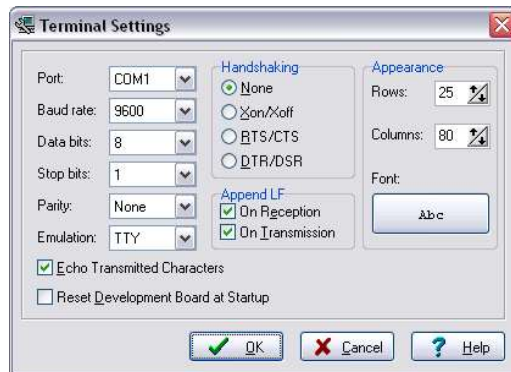 Terminal Settings
Port: COM1
Baud rate: 9600
Data bits: 8
Stop bits: 1
Parity: None
Emulation: TTY
Handshaking
None
Xon/Xoff
RTS/CTS
DTR/DSR
Append LF
On Reception
On Transmission
Appearance
Rows: 25
Columns: 80
Font:
Abc
Echo Transmitted Characters
Reset Development Board at Startup
OK Cancel ? Help